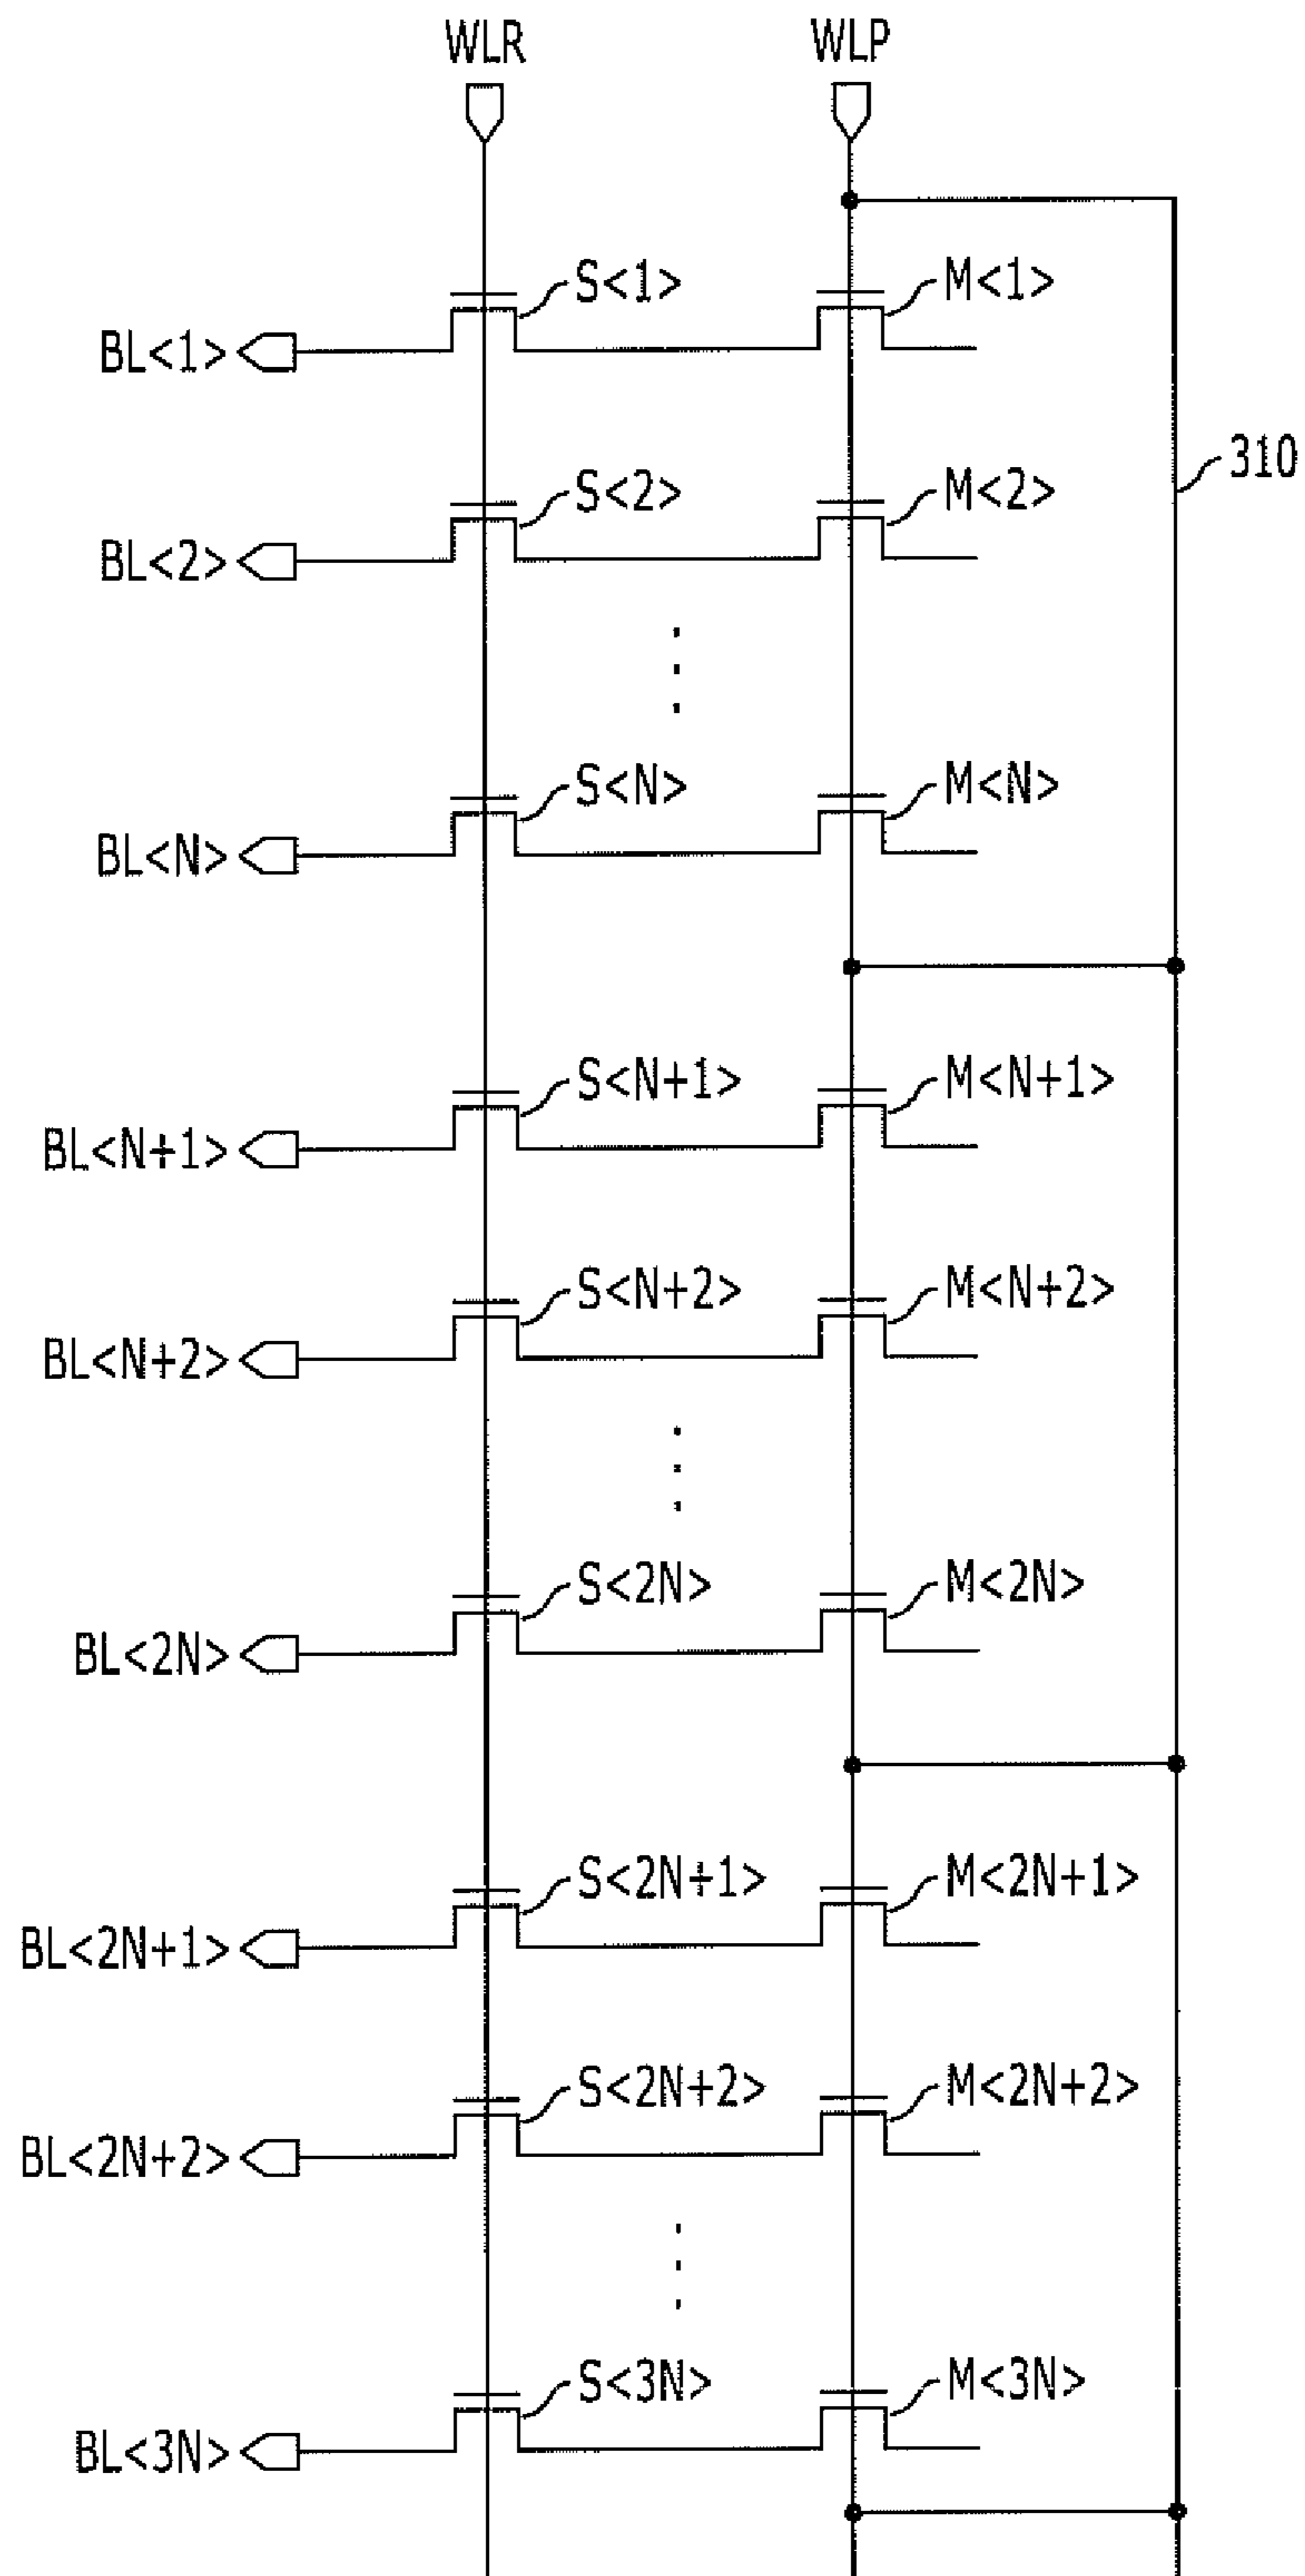 WLR WLP
S<1> M<1>
BL<1>
310
S<2> M<2>
BL<2>
S<N> M<N>
BL<N>
S<N+1> M<N+1>
BL<N+1>
S<N+2> M<N+2>
BL<N+2>
S<2N> M<2N>
BL<2N>
S<2N+1> M<2N+1>
BL<2N+1>
S<2N+2> M<2N+2>
BL<2N+2>
S<3N> M<3N>
BL<3N>